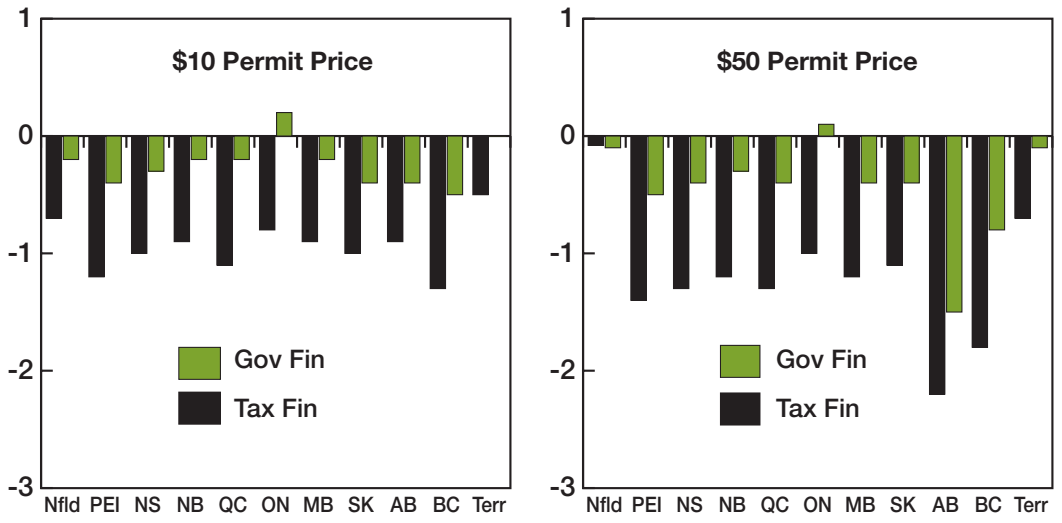 $10 Permit Price
1
0
-1
-2
-3
Gov Fin
Tax Fin
Nfld PEI NS NB QC ON MB SK AB BC Terr
$50 Permit Price
1
0
-1
-2
-3
Gov Fin
Tax Fin
Nfld PEI NS NB QC ON MB SK AB BC Terr